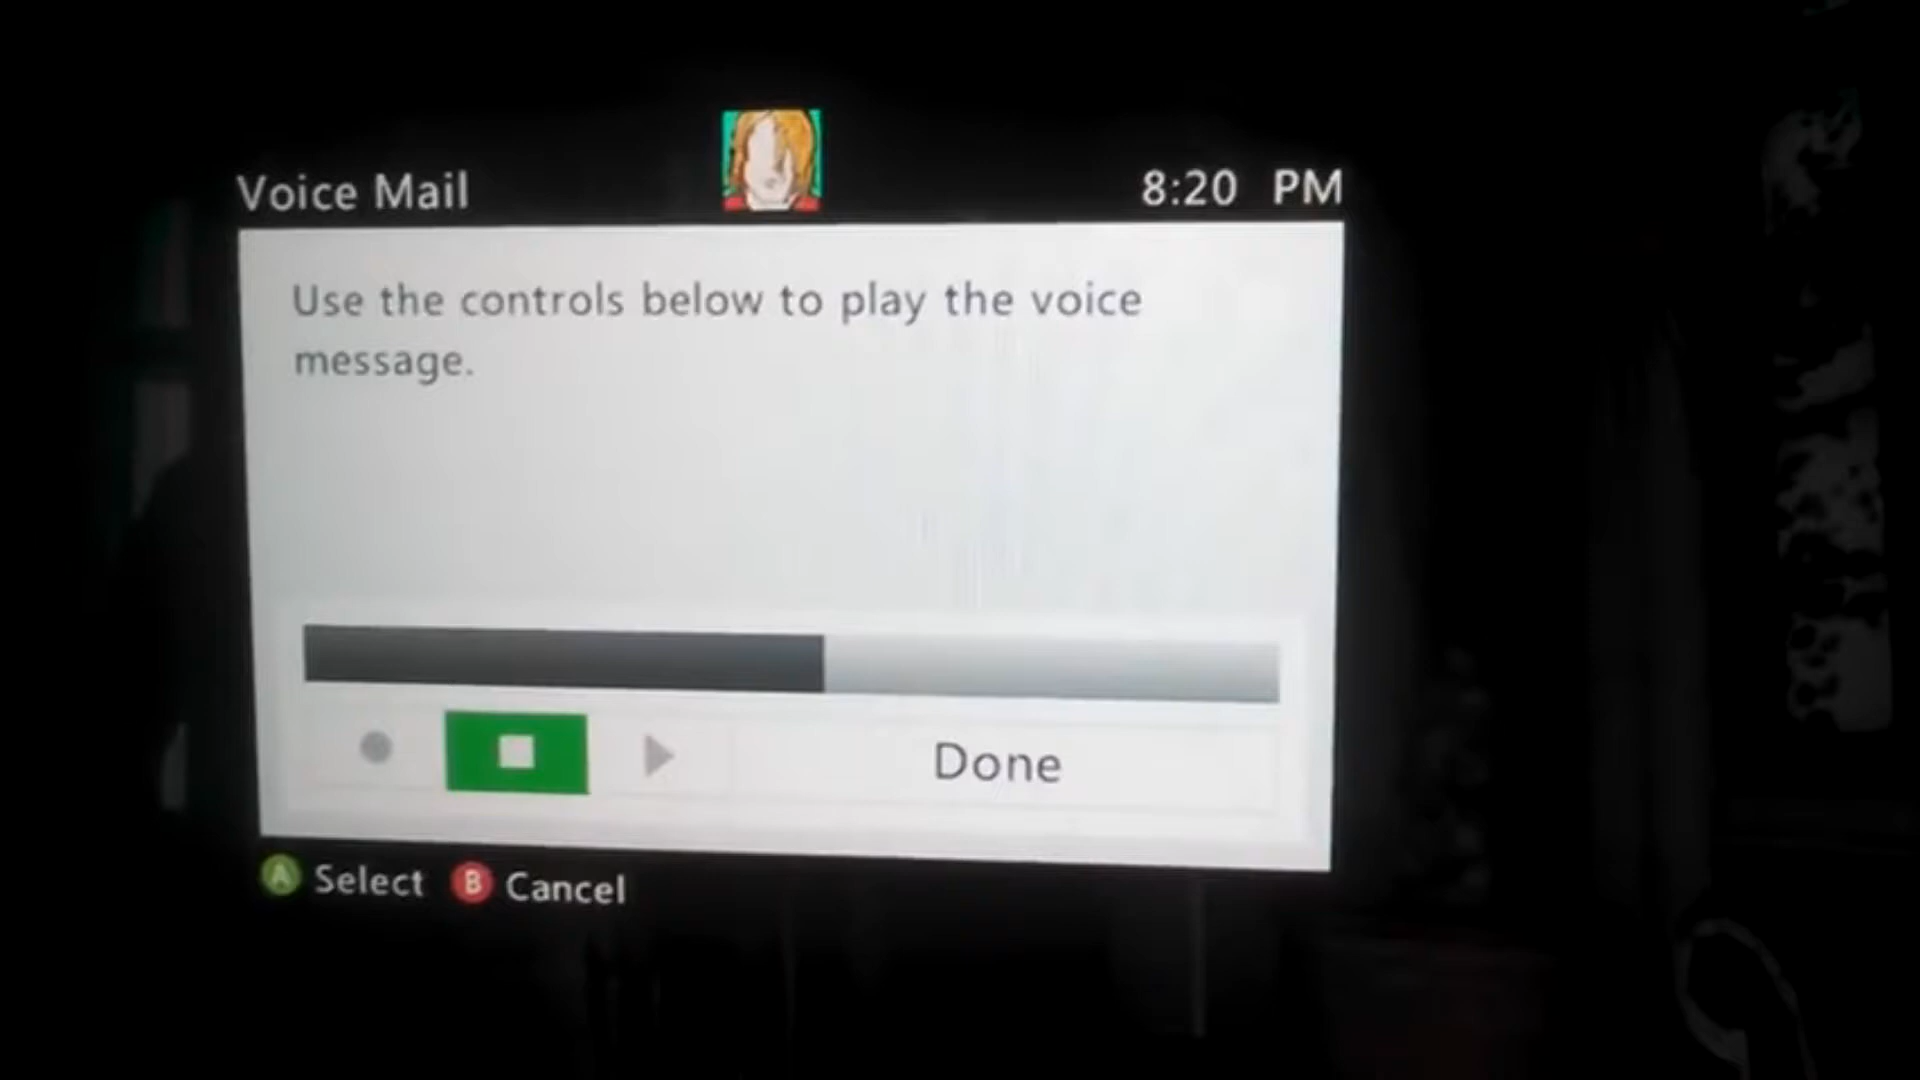 Voice Mail
8:20 PM
Use the controls below to play the voice
message.
Done
A Select B Cancel